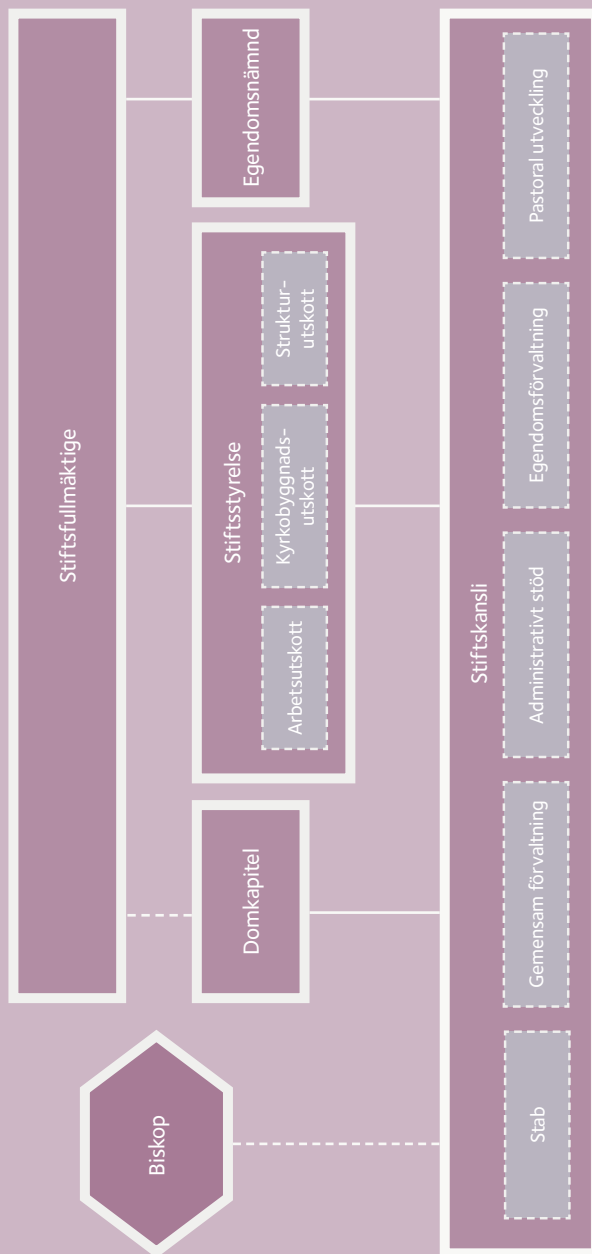 Stiftsfullmäktige
Biskop
Domkapitel
Stiftsstyrelse
Arbetsutskott
Kyrkobyggnads-
utskott
Struktur-
utskott
Egendomsnämnd
Stiftskansli
Stab
Gemensam förvaltning
Administrativt stöd
Egendomsförvaltning
Pastoral utveckling